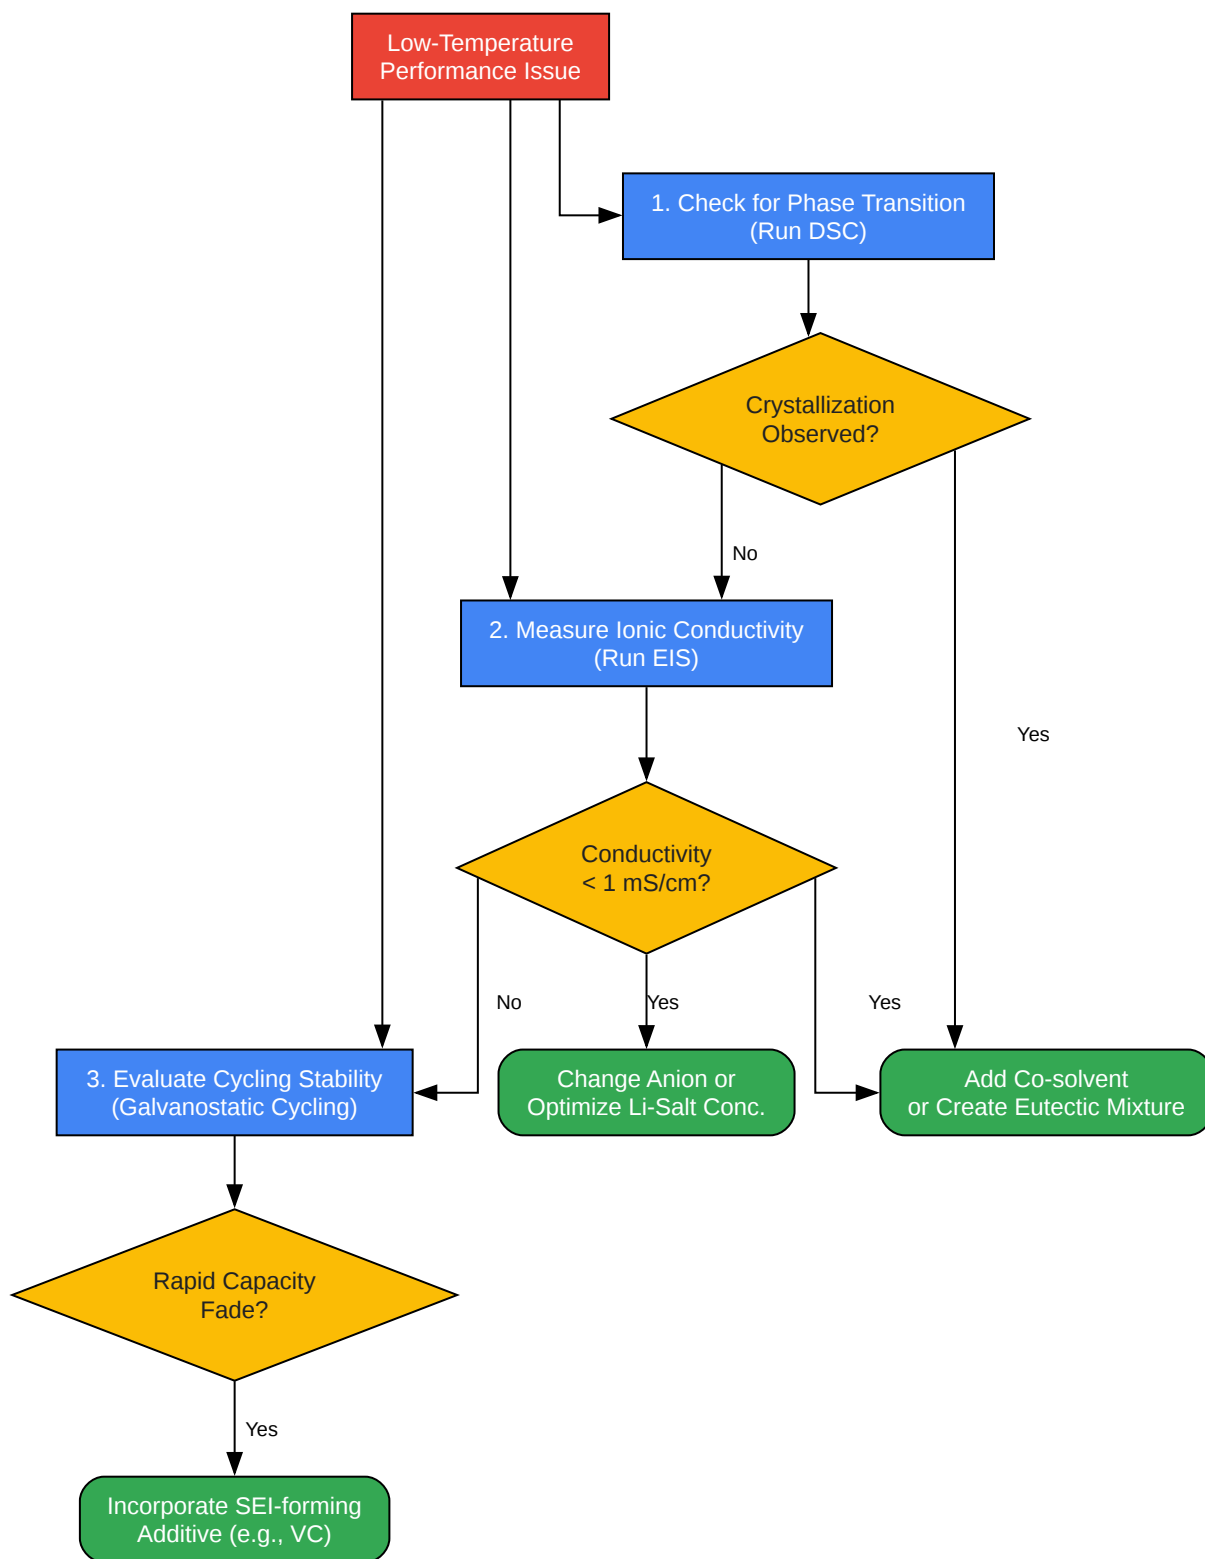 Low-Temperature
Performance Issue
1. Check for Phase Transition
(Run DSC)
Crystallization
Observed?
No
2. Measure Ionic Conductivity
(Run EIS)
Yes
Conductivity
< 1 mS/cm?
No
Yes
Yes
3. Evaluate Cycling Stability
(Galvanostatic Cycling)
Change Anion or
Optimize Li-Salt Conc.
Add Co-solvent
or Create Eutectic Mixture
Rapid Capacity
Fade?
Yes
Incorporate SEI-forming
Additive (e.g., VC)